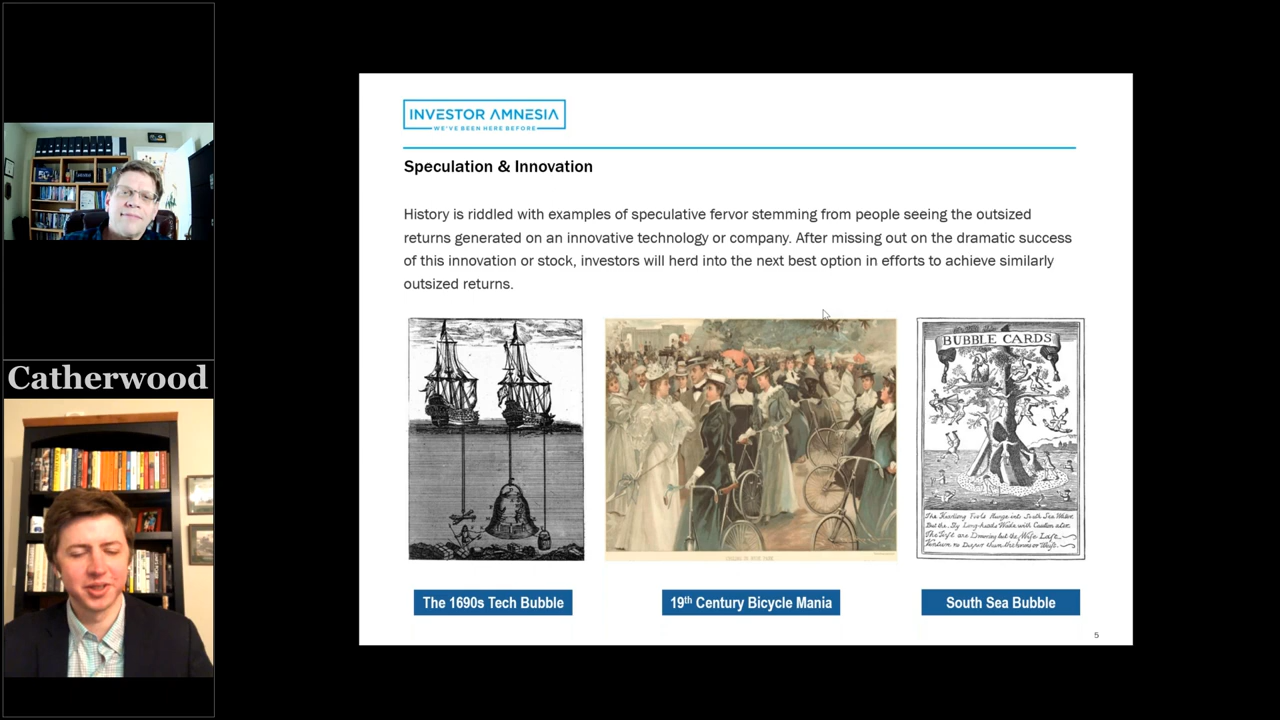 Catherwood
INVESTOR AMNESIA
WE'VE BEEN HERE BEFORE
Speculation & Innovation
History is riddled with examples of speculative fervor stemming from people seeing the outsized
returns generated on an innovative technology or company. After missing out on the dramatic success
of this innovation or stock, investors will herd into the next best option in efforts to achieve similarly
outsized returns.
BUBBLE CARDS
The 1690s Tech Bubble
19th Century Bicycle Mania
South Sea Bubble
5